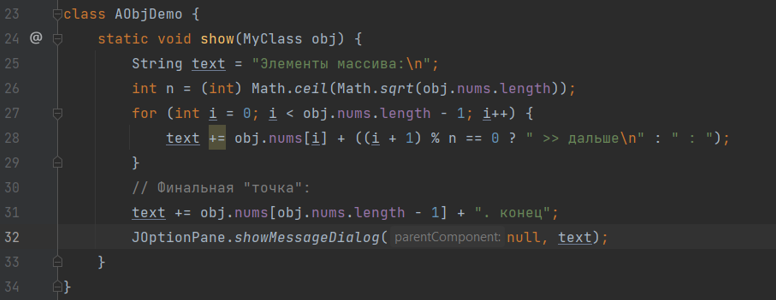 23 class AObjDemo {
24 @ static void show(MyClass obj) {
25 String text = "Элементы массива:\n";
26 int n = (int) Math.ceil(Math.sqrt(obj.nums.length));
27 for (int i = 0; i < obj.nums.length - 1; i++) {
28 text += obj.nums[i] + ((i + 1) % n == 0 ? " >> дальше\n" : " : ");
29 }
30 // Финальная "точка":
31 text += obj.nums[obj.nums.length - 1] + ". конец";
32 JOptionPane.showMessageDialog( parentComponent: null, text);
33 }
34 }